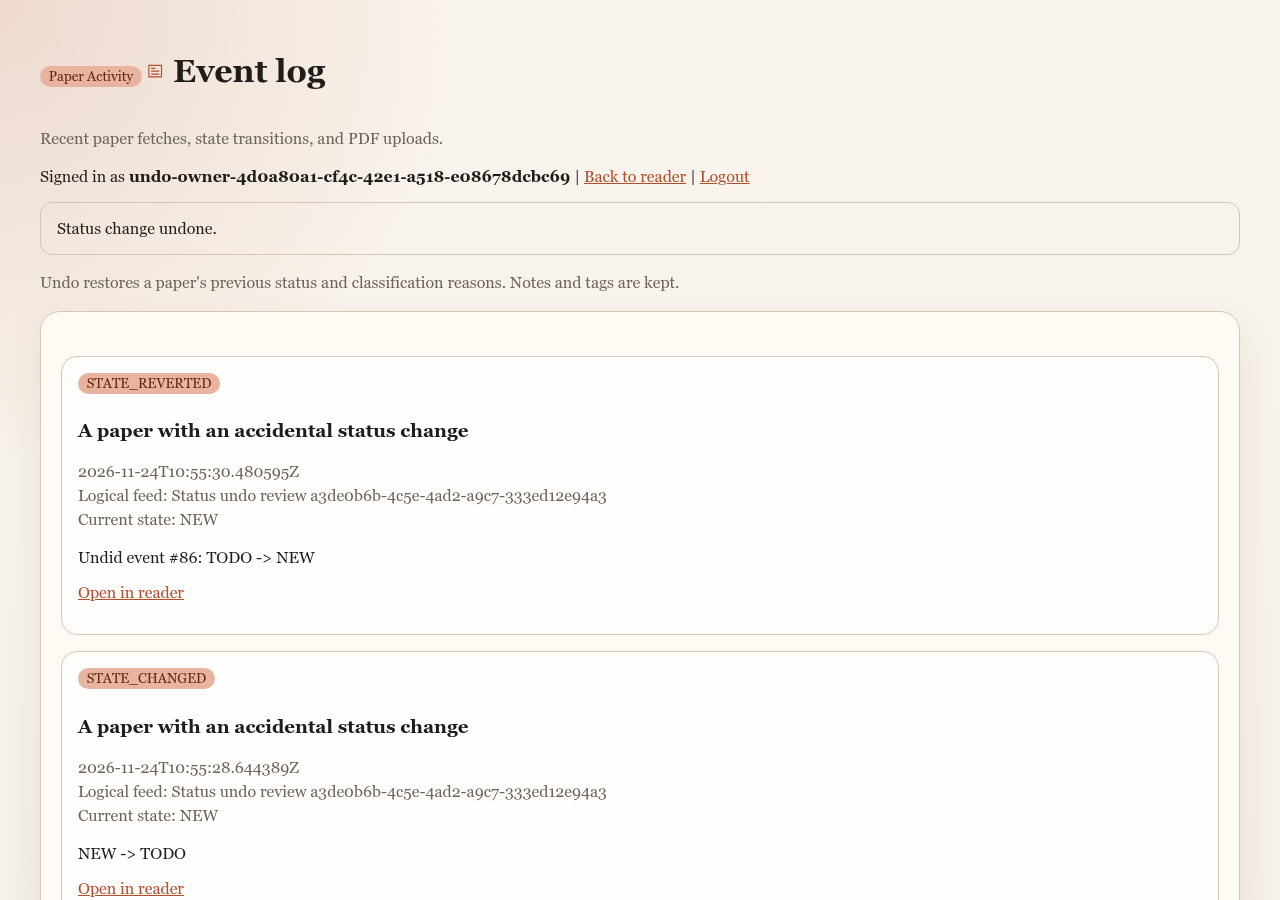 Paper Activity Event log
Recent paper fetches, state transitions, and PDF uploads.
Signed in as undo-owner-4d0a80a1-cf4c-42e1-a518-e08678dcbc69 | Back to reader | Logout
Status change undone.
Undo restores a paper's previous status and classification reasons. Notes and tags are kept.
STATE_REVERTED
A paper with an accidental status change
2026-11-24T10:55:30.480595Z
Logical feed: Status undo review a3de0b6b-4c5e-4ad2-a9c7-333ed12e94a3
Current state: NEW
Undid event #86: TODO -> NEW
Open in reader
STATE_CHANGED
A paper with an accidental status change
2026-11-24T10:55:28.644389Z
Logical feed: Status undo review a3de0b6b-4c5e-4ad2-a9c7-333ed12e94a3
Current state: NEW
NEW -> TODO
Open in reader